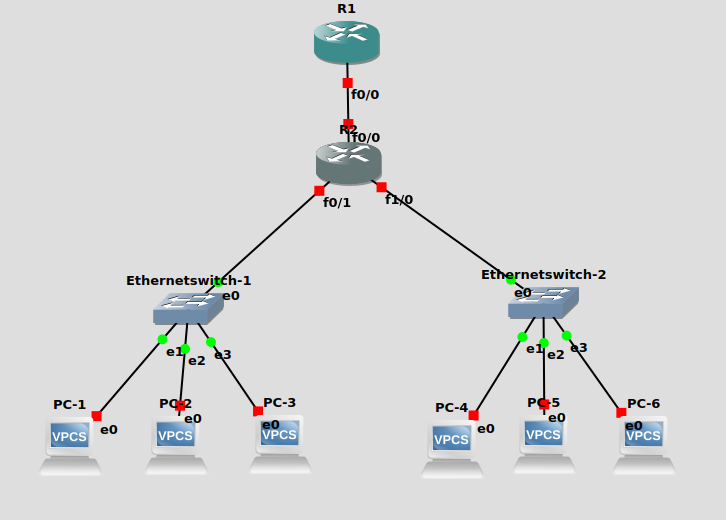 R1
f0/0
R2
f0/0
f0/1
f1/0
Ethernetswitch-1
e0
Ethernetswitch-2
e0
e1
e2
e3
e1
e2
e3
PC-1
PC-2
PC-3
PC-4
PC-5
PC-6
e0
e0
e0
e0
e0
e0
VPCS
VPCS
VPCS
VPCS
VPCS
VPCS